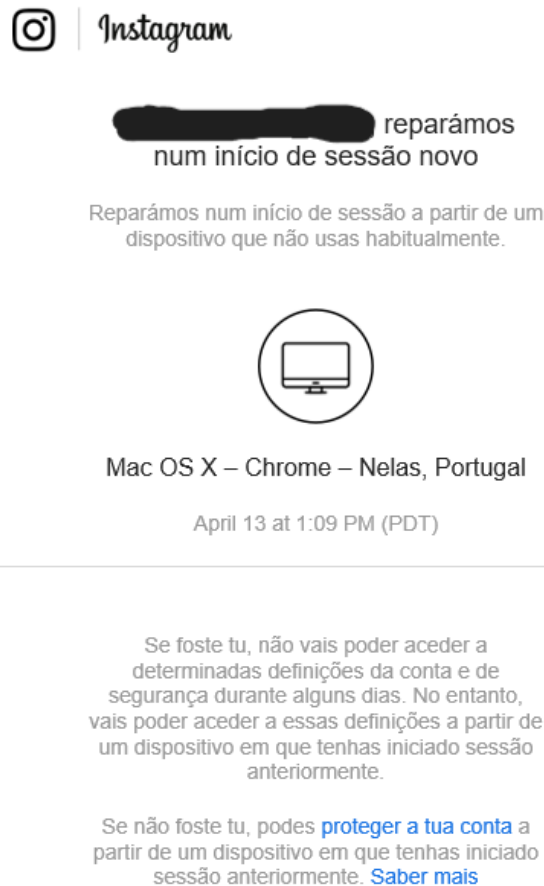 Instagram
reparámos
num início de sessão novo
Reparámos num início de sessão a partir de um
dispositivo que não usas habitualmente.
Mac OS X – Chrome – Nelas, Portugal
April 13 at 1:09 PM (PDT)
Se foste tu, não vais poder aceder a
determinadas definições da conta e de
segurança durante alguns dias. No entanto,
vais poder aceder a essas definições a partir de
um dispositivo em que tenhas iniciado sessão
anteriormente.
Se não foste tu, podes proteger a tua conta a
partir de um dispositivo em que tenhas iniciado
sessão anteriormente. Saber mais